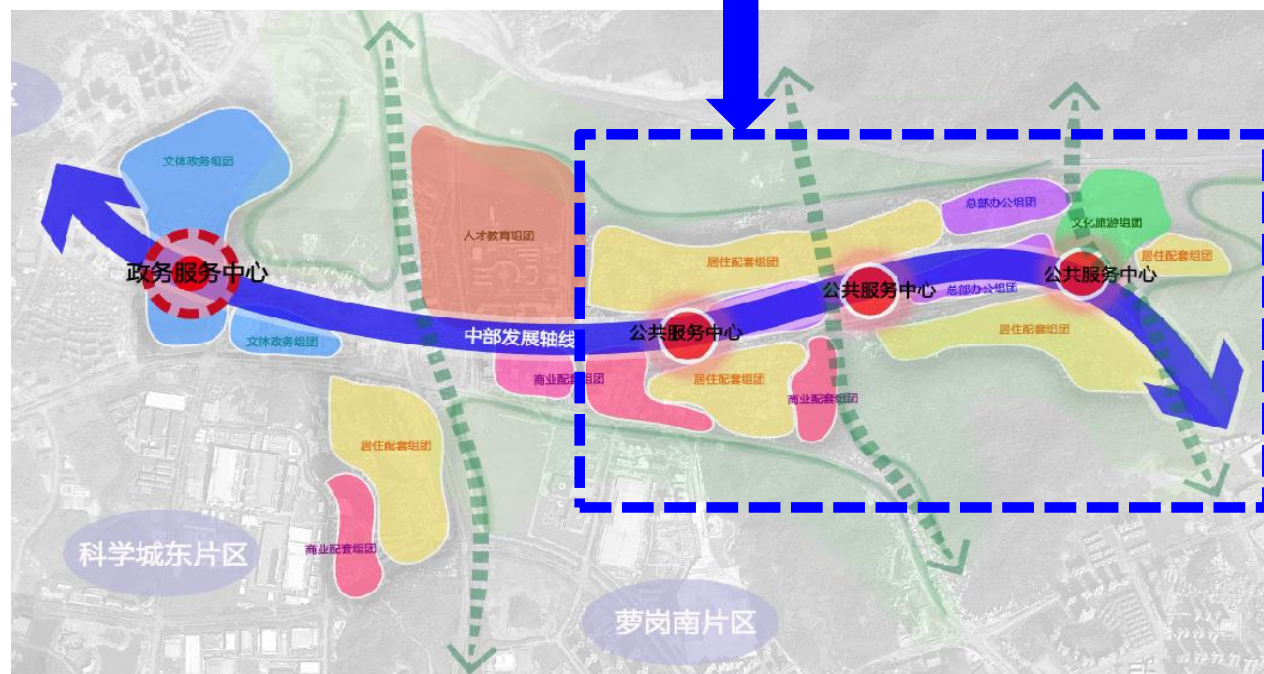 区
文体政务组团
总部办公组团
文化旅游组团
人才教育组团
居住配套组团
居住配套组团
政务服务中心
公共服务中心
公共服务中心
总部办公组团
中部发展轴线
公共服务中心
居住配套组团
文体政务组团
商业配套组团
居住配套组团
商业配套组团
居住配套组团
商业配套组团
科学城东片区
萝岗南片区